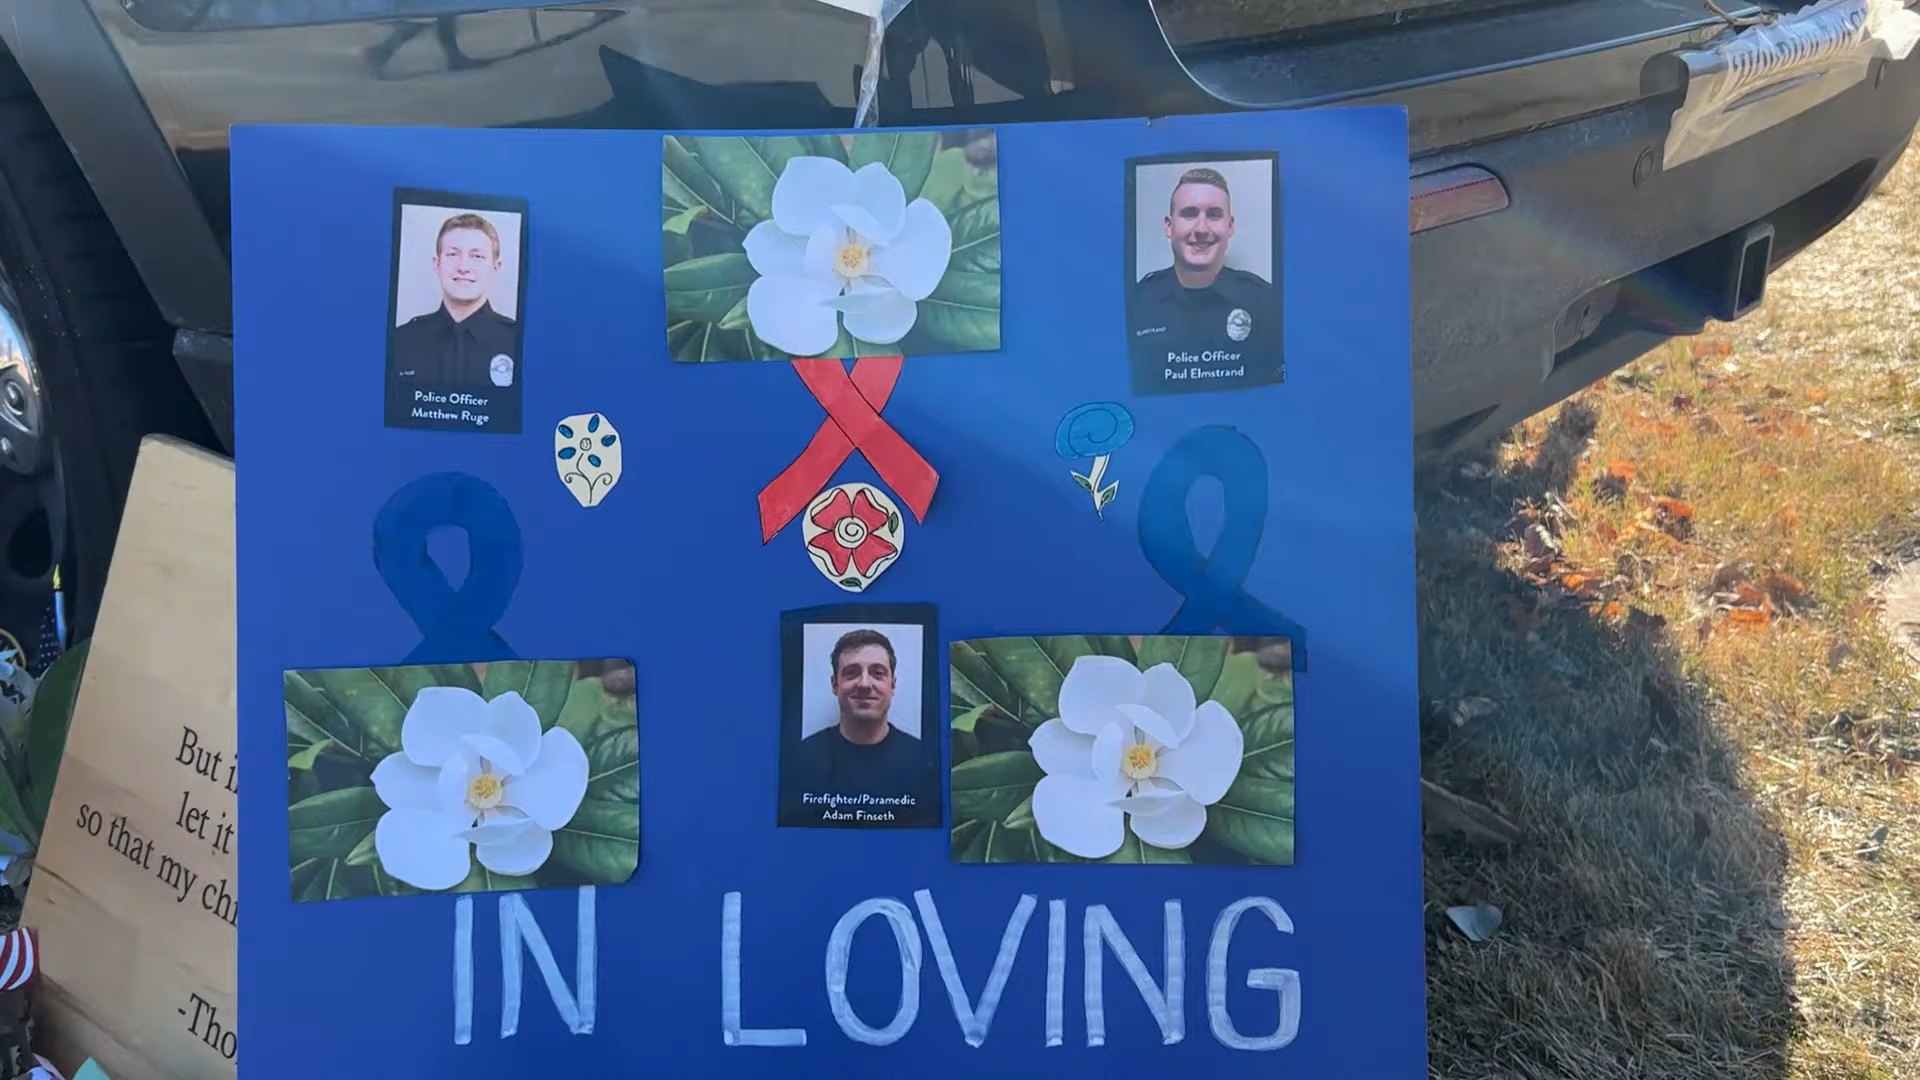 Police Officer
Matthew Ruge
Police Officer
Paul Elmstrand
Firefighter/Paramedic
Adam Finseth
IN LOVING
But i
let it
so that my chi
-Tho